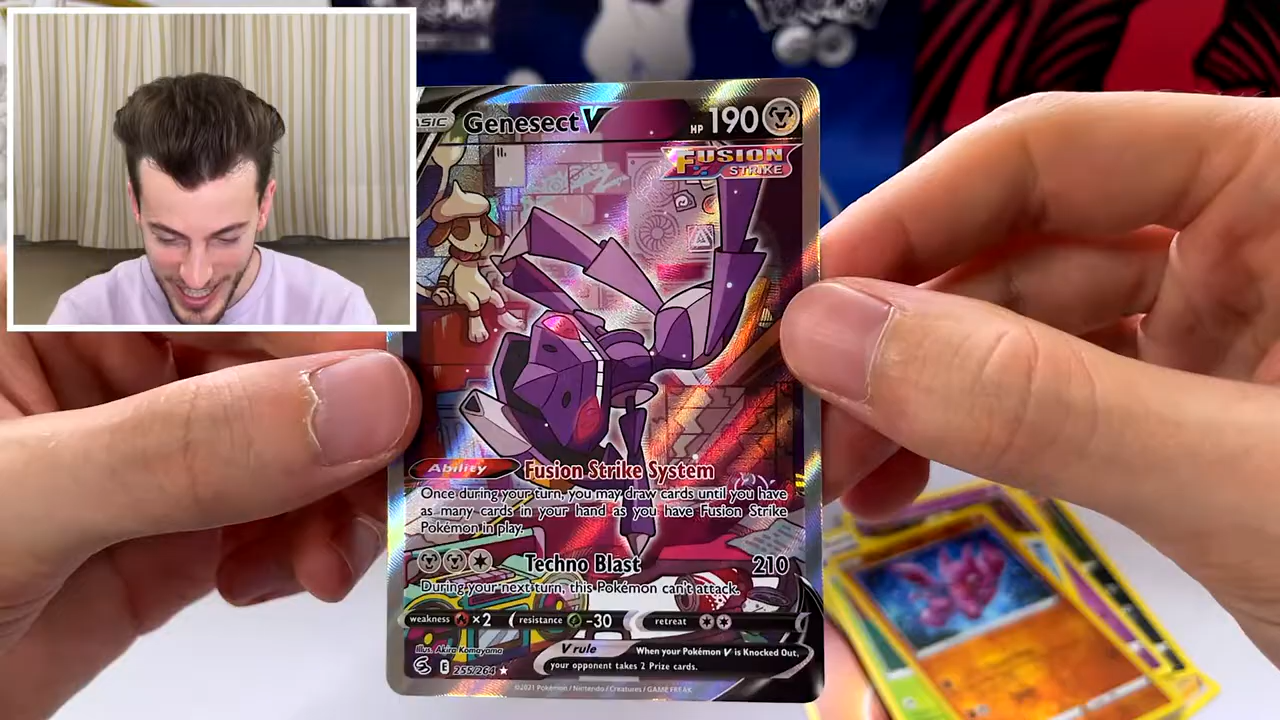 BASIC
Genesect V
HP 190
FUSION
STRIKE
Ability Fusion Strike System
Once during your turn, you may draw cards until you have
as many cards in your hand as you have Fusion Strike
Pokémon in play.
Techno Blast 210
During your next turn, this Pokémon can't attack.
weakness ×2 resistance -30 retreat
Illus. Akira Komayama
E 255/264
V rule When your Pokémon V is Knocked Out,
your opponent takes 2 Prize cards.
©2021 Pokémon / Nintendo / Creatures / GAME FREAK